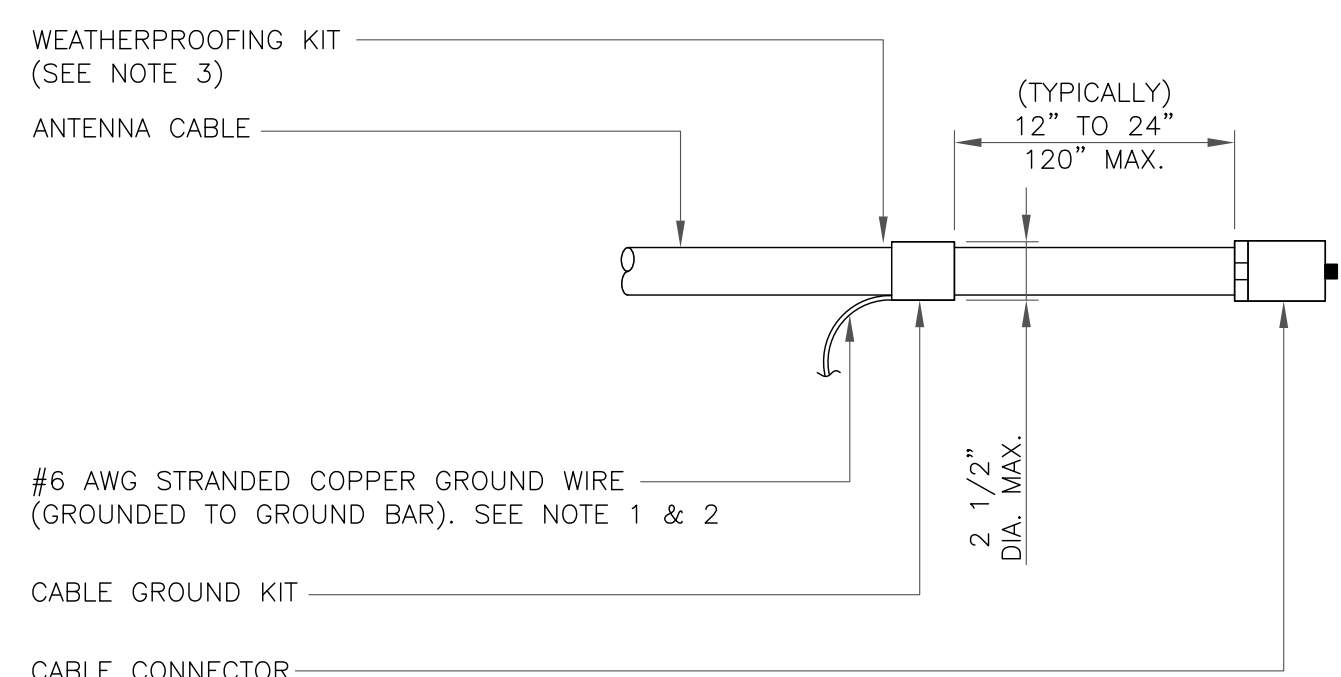 WEATHERPROOFING KIT
(SEE NOTE 3)
ANTENNA CABLE
(TYPICALLY)
12” TO 24”
120” MAX.
#6 AWG STRANDED COPPER GROUND WIRE
(GROUNDED TO GROUND BAR). SEE NOTE 1 & 2
2 1/2”
DIA. MAX.
CABLE GROUND KIT
CABLE CONNECTOR